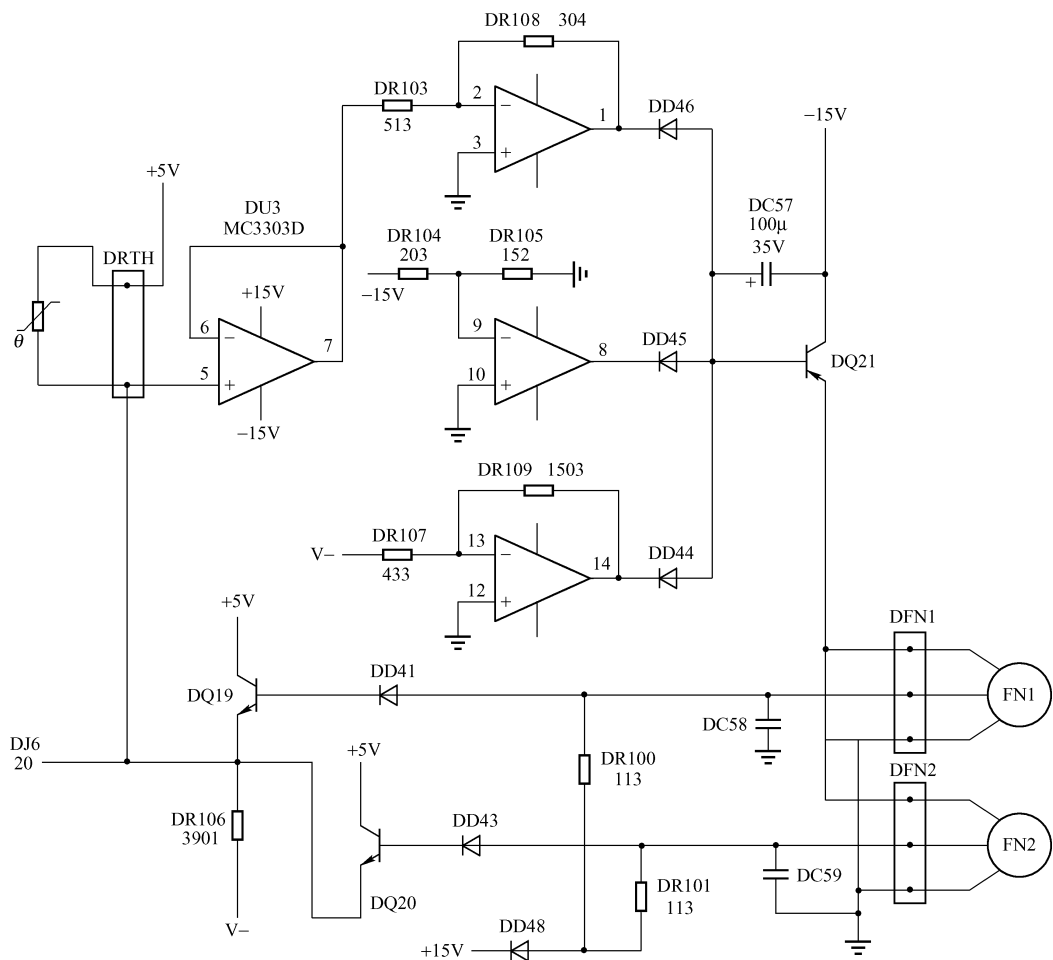 DR108 304
DR103
513
2
3
1
DD46
−15V
+5V
DU3
MC3303D
DC57
100μ
35V
+
DRTH
DR104
203
DR105
152
−15V
θ
+15V
6
−
5
+
7
−15V
−
+
9
−
10
+
8
DD45
DQ21
DR109 1503
V−
DR107
433
13
−
12
+
14
DD44
+5V
DFN1
DQ19
DD41
FN1
DC58
DJ6
20
+5V
DR100
113
DFN2
DR106
3901
DD43
FN2
DC59
DR101
113
DQ20
V−
DD48
+15V